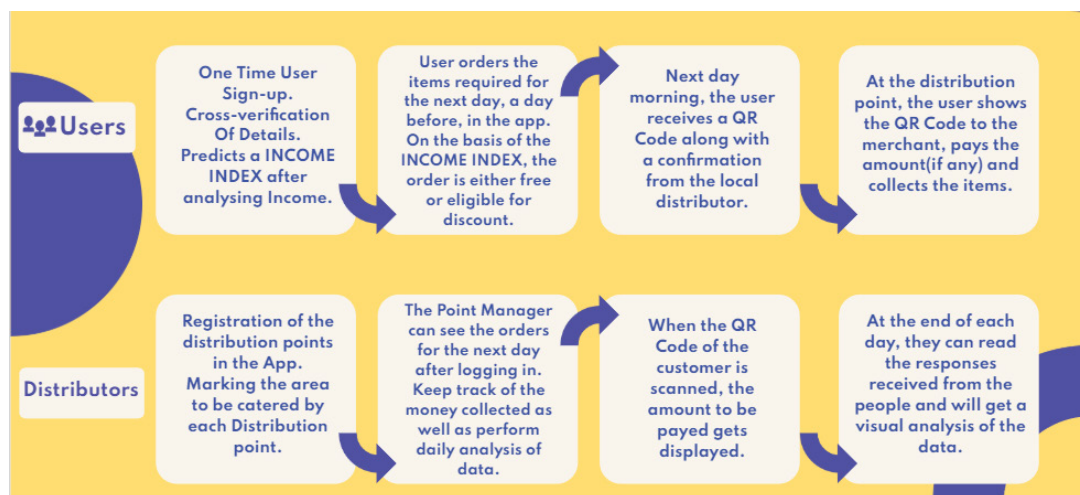 Users
One Time User
Sign-up.
Cross-verification
Of Details.
Predicts a INCOME
INDEX after
analysing Income.
User orders the
items required for
the next day, a day
before, in the app.
On the basis of the
INCOME INDEX, the
order is either free
or eligible for
discount.
Next day
morning, the user
receives a QR
Code along with
a confirmation
from the local
distributor.
At the distribution
point, the user shows
the QR Code to the
merchant, pays the
amount(if any) and
collects the items.
Distributors
Registration of the
distribution points
in the App.
Marking the area
to be catered by
each Distribution
point.
The Point Manager
can see the orders
for the next day
after logging in.
Keep track of the
money collected as
well as perform
daily analysis of
data.
When the QR
Code of the
customer is
scanned, the
amount to be
payed gets
displayed.
At the end of each
day, they can read
the responses
received from the
people and will get a
visual analysis of the
data.